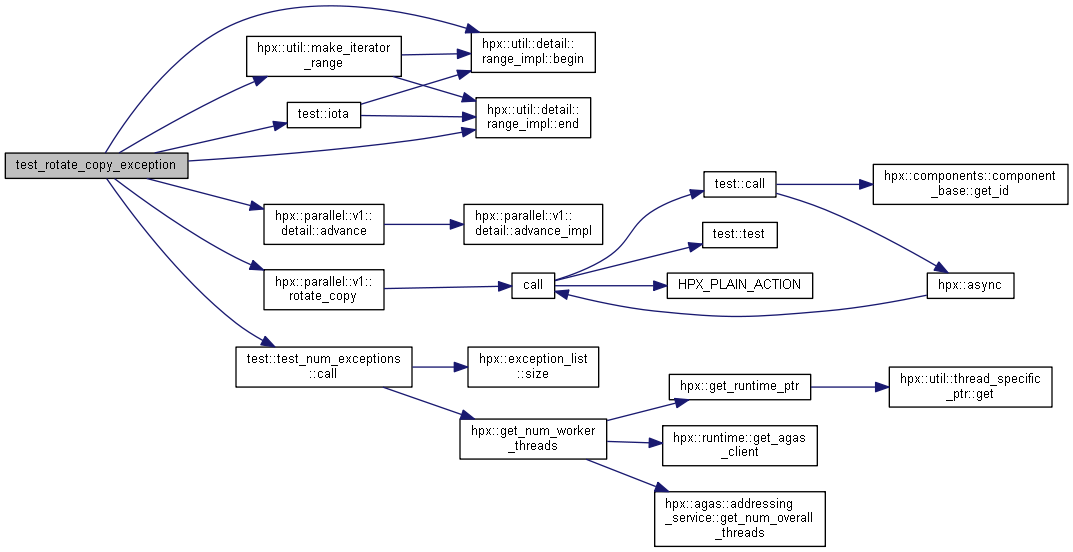 test_rotate_copy_exception
hpx::util::make_iterator
_range
test::iota
hpx::util::detail::
range_impl::begin
hpx::util::detail::
range_impl::end
hpx::parallel::v1::
detail::advance
hpx::parallel::v1::
detail::advance_impl
hpx::parallel::v1::
rotate_copy
call
test::call
test::test
HPX_PLAIN_ACTION
hpx::components::component
_base::get_id
hpx::async
test::test_num_exceptions
::call
hpx::exception_list
::size
hpx::get_num_worker
_threads
hpx::get_runtime_ptr
hpx::util::thread_specific
_ptr::get
hpx::runtime::get_agas
_client
hpx::agas::addressing
_service::get_num_overall
_threads